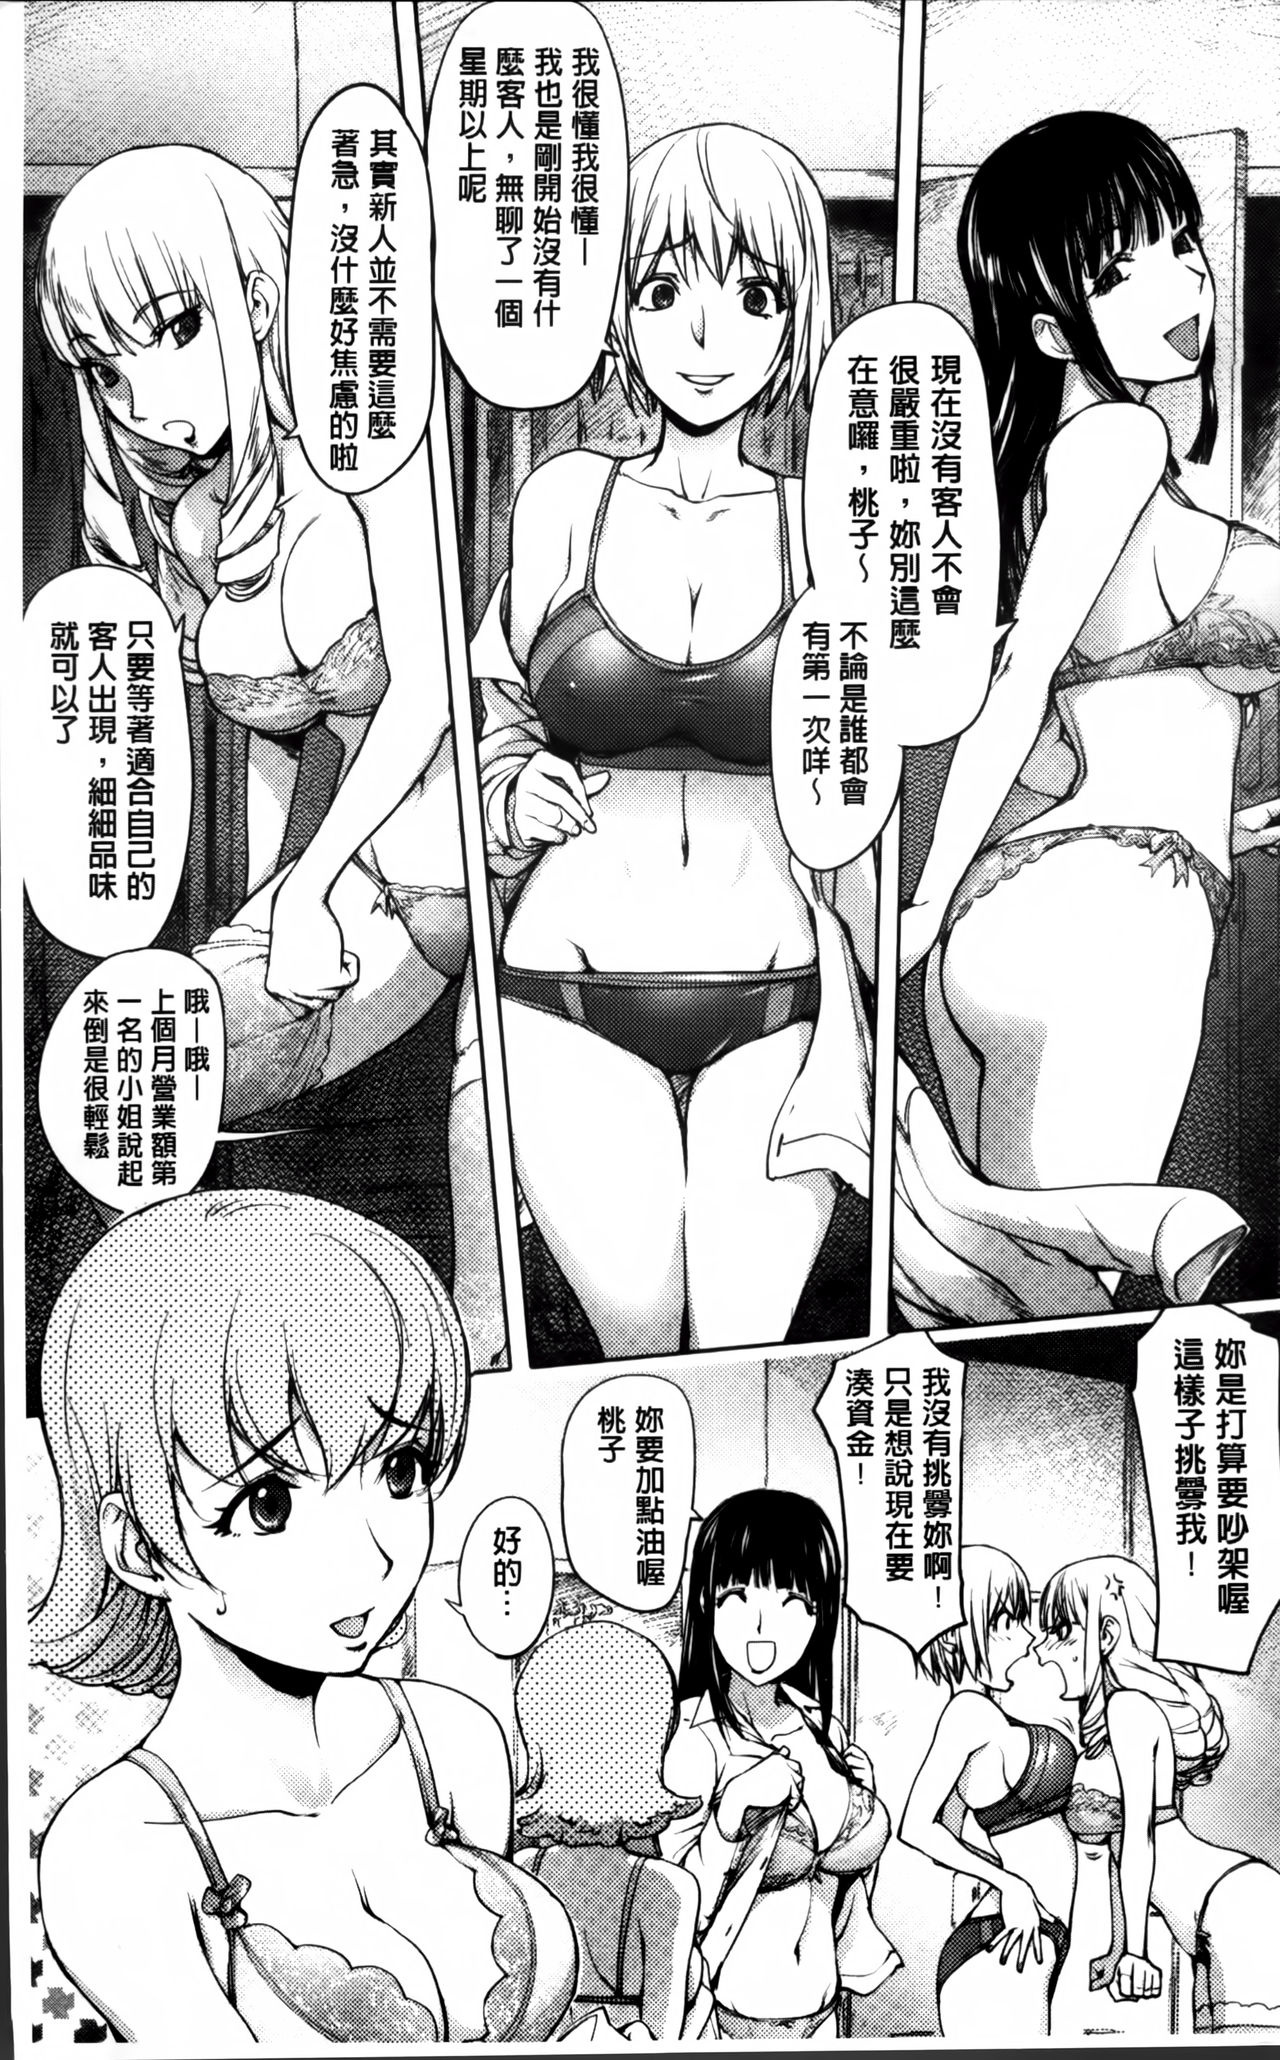 現在沒有客人不會
很嚴重啦，妳別這麼
在意囉，桃子～
不論是誰都會
有第一次咩～
我很懂我很懂—
我也是剛開始沒有什
麼客人，無聊了一個
星期以上呢
其實新人並不需要這麼
著急，沒什麼好焦慮的啦
只要等著適合自己的
客人出現，細細品味
就可以了
哦—哦—
上個月營業額第
一名的小姐說起
來倒是很輕鬆
妳是打算要吵架喔
這樣子挑釁我！
我沒有挑釁妳啊！
只是想說現在要
湊資金！
妳要加點油喔
桃子
好的…